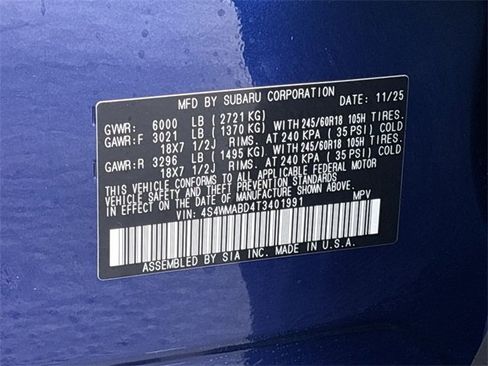 MFD BY SUBARU CORPORATION DATE: 11/25
GVWR: 6000 LB ( 2721 KG)
GAWR:F 3021 LB ( 1370 KG) WITH 245/60R18 105H TIRES.
18X7 1/2J RIMS. AT 240 KPA ( 35 PSI) COLD
GAWR:R 3296 LB ( 1495 KG) WITH 245/60R18 105H TIRES.
18X7 1/2J RIMS. AT 240 KPA ( 35 PSI) COLD
THIS VEHICLE CONFORMS TO ALL APPLICABLE FEDERAL MOTOR
VEHICLE SAFETY AND THEFT PREVENTION STANDARDS
IN EFFECT ON THE DATE OF MANUFACTURE SHOWN ABOVE.
VIN: 4S4WMABD4T3401991 MPV
ASSEMBLED BY SIA INC. MADE IN U.S.A.